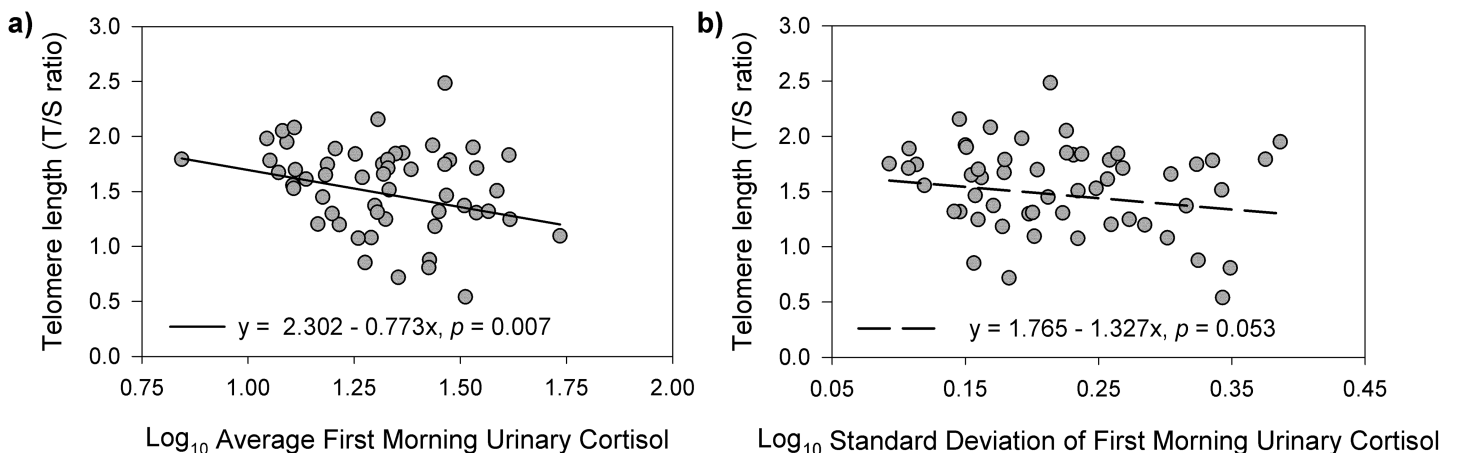 a)
Telomere length (T/S ratio)
3.0
2.5
2.0
1.5
1.0
0.5
0.0
y = 2.302 - 0.773x, p = 0.007
0.75 1.00 1.25 1.50 1.75 2.00
Log10 Average First Morning Urinary Cortisol
b)
Telomere length (T/S ratio)
3.0
2.5
2.0
1.5
1.0
0.5
0.0
y = 1.765 - 1.327x, p = 0.053
0.05 0.15 0.25 0.35 0.45
Log10 Standard Deviation of First Morning Urinary Cortisol